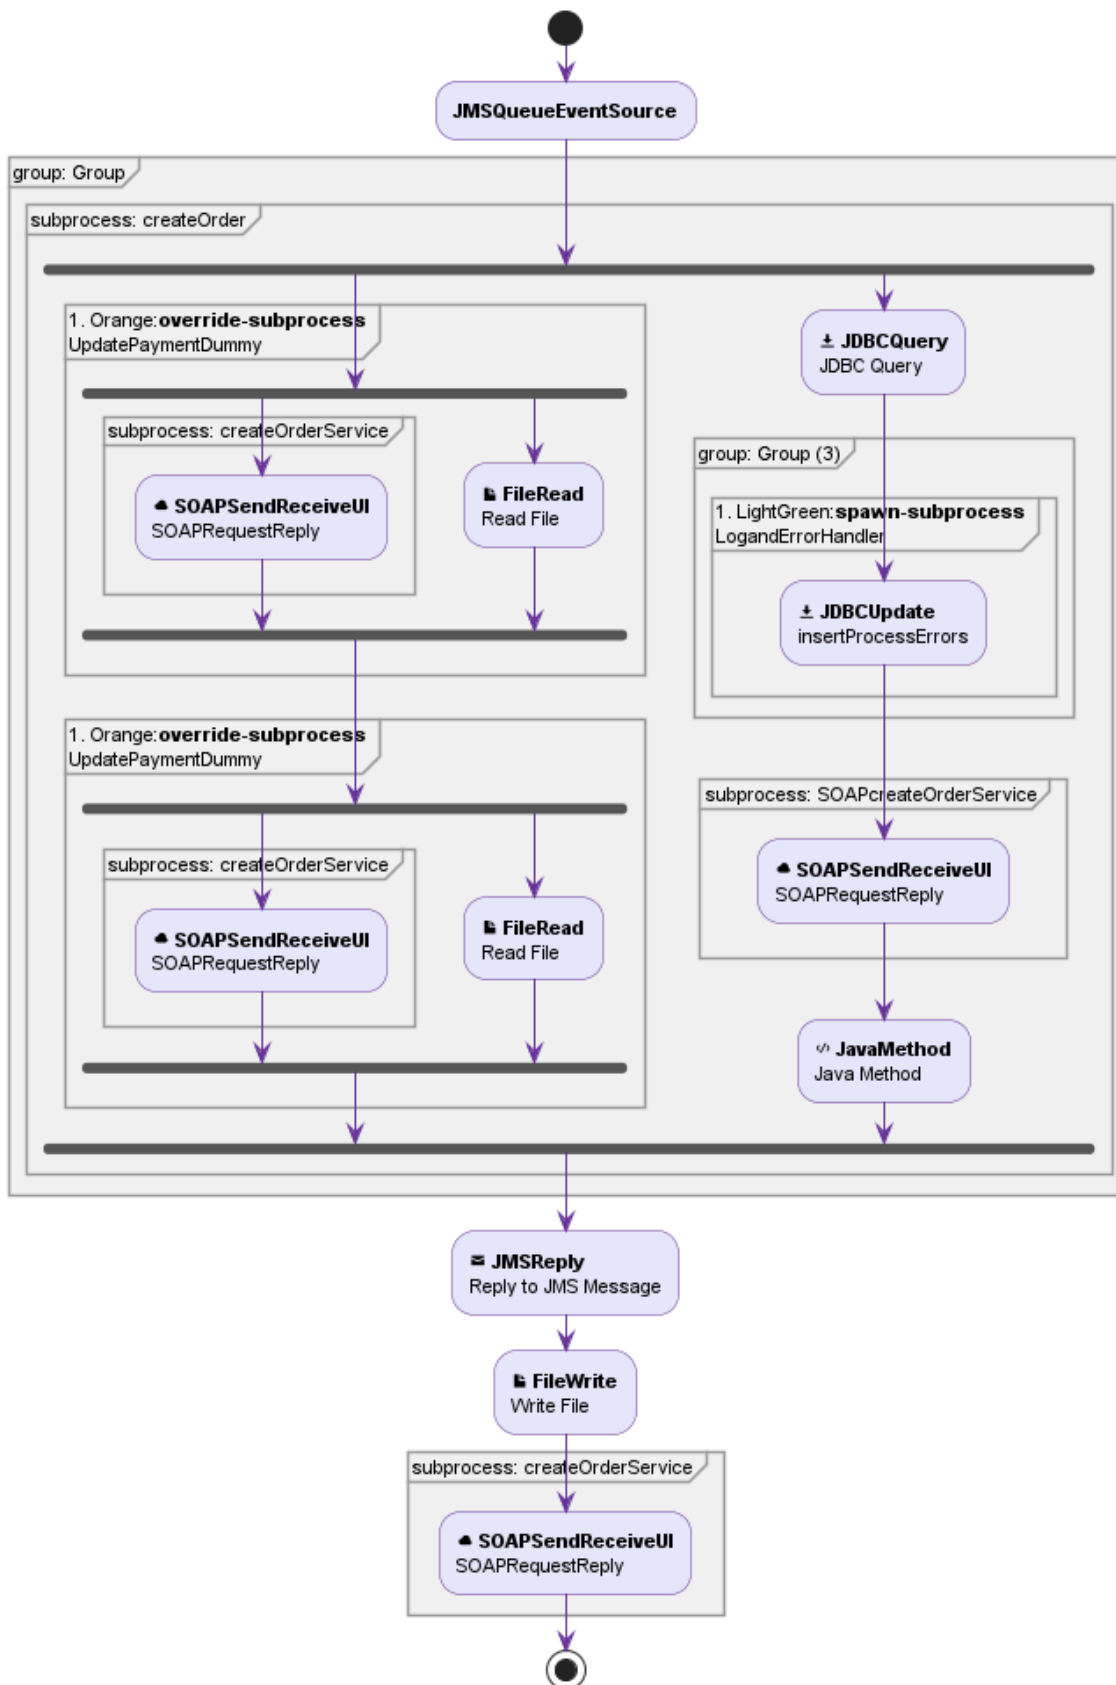 JMSQueueEventSource
group: Group
subprocess: createOrder
1. Orange:override-subprocess
UpdatePaymentDummy
subprocess: createOrderService
SOAPSendReceiveUI
SOAPRequestReply
FileRead
Read File
1. Orange:override-subprocess
UpdatePaymentDummy
subprocess: createOrderService
SOAPSendReceiveUI
SOAPRequestReply
FileRead
Read File
JDBCQuery
JDBC Query
group: Group (3)
1. LightGreen:spawn-subprocess
LogandErrorHandler
JDBCUpdate
insertProcessErrors
subprocess: SOAPcreateOrderService
SOAPSendReceiveUI
SOAPRequestReply
JavaMethod
Java Method
JMSReply
Reply to JMS Message
FileWrite
Write File
subprocess: createOrderService
SOAPSendReceiveUI
SOAPRequestReply